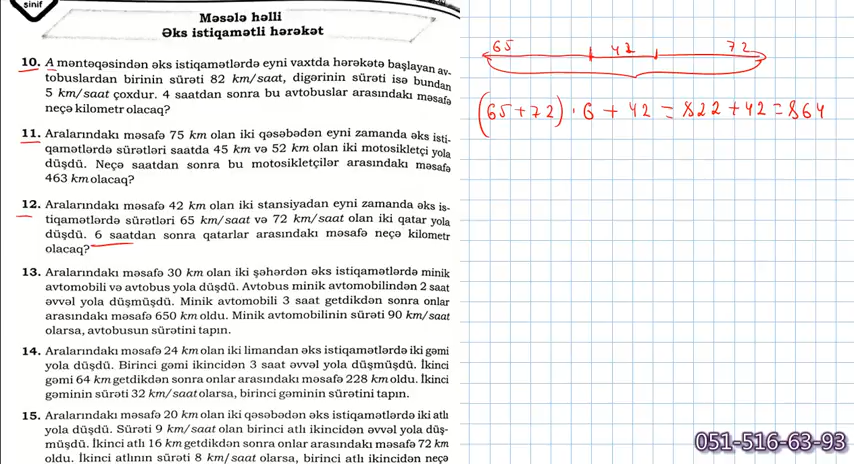 sinif
Məsələ həlli
Əks istiqamətli hərəkət
10. A məntəqəsindən əks istiqamətlərdə eyni vaxtda hərəkətə başlayan av-
tobuslardan birinin sürəti 82 km/saat, digərinin sürəti isə bundan
5 km/saat çoxdur. 4 saatdan sonra bu avtobuslar arasındakı məsafə
neçə kilometr olacaq?
11. Aralarındakı məsafə 75 km olan iki qəsəbədən eyni zamanda əks isti-
qamətlərdə sürətləri saatda 45 km və 52 km olan iki motosikletçi yola
düşdü. Neçə saatdan sonra bu motosikletçilər arasındakı məsafə
463 km olacaq?
12. Aralarındakı məsafə 42 km olan iki stansiyadan eyni zamanda əks is-
tiqamətlərdə sürətləri 65 km/saat və 72 km/saat olan iki qatar yola
düşdü. 6 saatdan sonra qatarlar arasındakı məsafə neçə kilometr
olacaq?
13. Aralarındakı məsafə 30 km olan iki şəhərdən əks istiqamətlərdə minik
avtomobili və avtobus yola düşdü. Avtobus minik avtomobilindən 2 saat
əvvəl yola düşmüşdü. Minik avtomobili 3 saat getdikdən sonra onlar
arasındakı məsafə 650 km oldu. Minik avtomobilinin sürəti 90 km/saat
olarsa, avtobusun sürətini tapın.
14. Aralarındakı məsafə 24 km olan iki limandan əks istiqamətlərdə iki gəmi
yola düşdü. Birinci gəmi ikincidən 3 saat əvvəl yola düşmüşdü. İkinci
gəmi 64 km getdikdən sonra onlar arasındakı məsafə 228 km oldu. İkinci
gəminin sürəti 32 km/saat olarsa, birinci gəminin sürətini tapın.
15. Aralarındakı məsafə 20 km olan iki qəsəbədən əks istiqamətlərdə iki atlı
yola düşdü. Sürəti 9 km/saat olan birinci atlı ikincidən əvvəl yola düş-
müşdü. İkinci atlı 16 km getdikdən sonra onlar arasındakı məsafə 72 km
oldu. İkinci atlının sürəti 8 km/saat olarsa, birinci atlı ikincidən neçə
65 42 72
(65+72) · 6 + 42 = 822 + 42 = 864
051-516-63-93